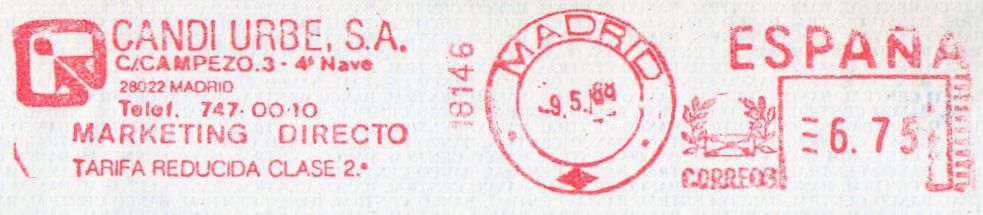 CANDI URBE, S.A.
C/.CAMPEZO.3 - 4ª Nave
28022 MADRID
Telef. 747-00-10
MARKETING DIRECTO
TARIFA REDUCIDA CLASE 2.ª
18146
MADRID
-9.5.
ESPAÑA
=6.75
CORREOS